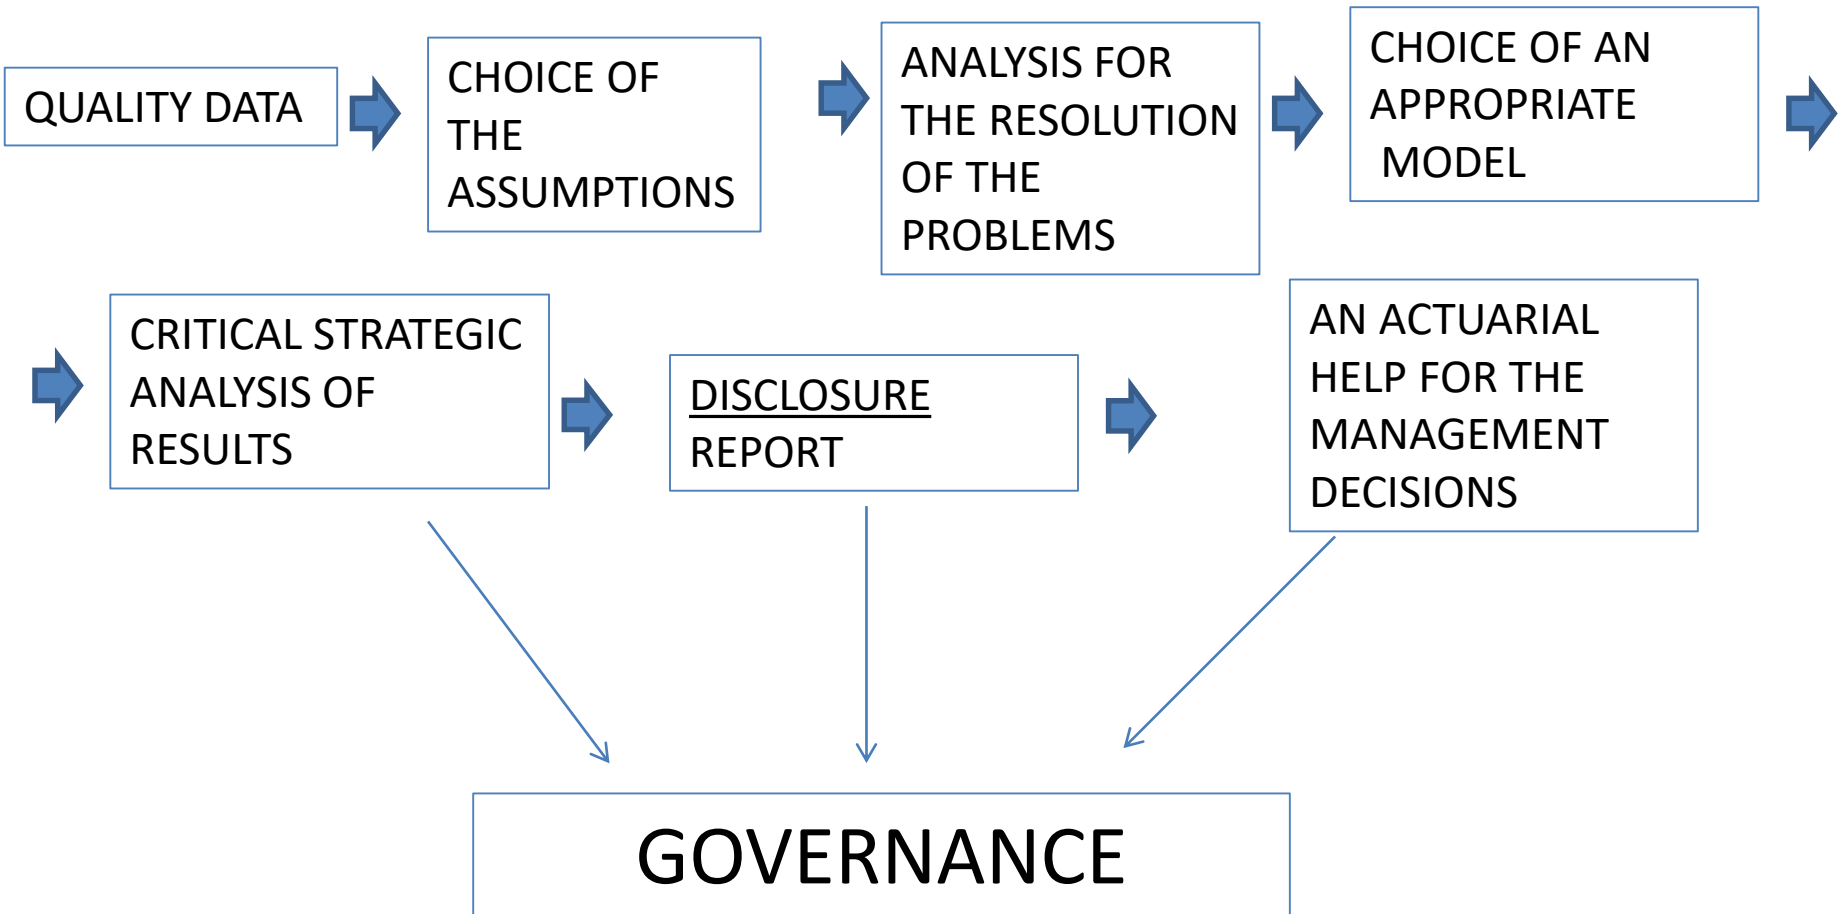 QUALITY DATA
CHOICE OF
THE
ASSUMPTIONS
ANALYSIS FOR
THE RESOLUTION
OF THE
PROBLEMS
CHOICE OF AN
APPROPRIATE
MODEL
CRITICAL STRATEGIC
ANALYSIS OF
RESULTS
DISCLOSURE
REPORT
AN ACTUARIAL
HELP FOR THE
MANAGEMENT
DECISIONS
GOVERNANCE